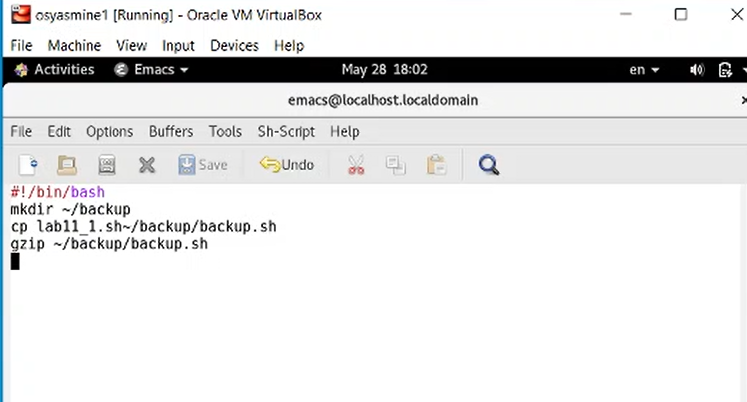 osyasmine1 [Running] - Oracle VM VirtualBox
File Machine View Input Devices Help
Activities Emacs May 28 18:02 en
emacs@localhost.localdomain
File Edit Options Buffers Tools Sh-Script Help
Save Undo
#!/bin/bash
mkdir ~/backup
cp lab11_1.sh~/backup/backup.sh
gzip ~/backup/backup.sh